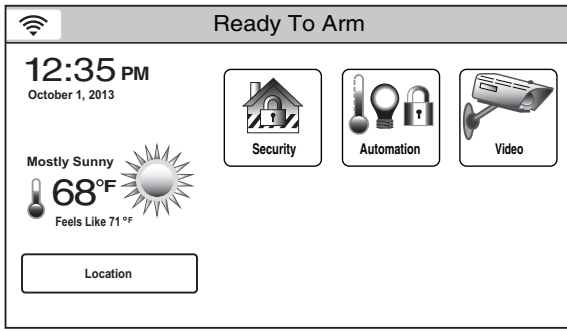 Ready To Arm
12:35 PM
October 1, 2013
Mostly Sunny
68°F
Feels Like 71 °F
Location
Security
Automation
Video